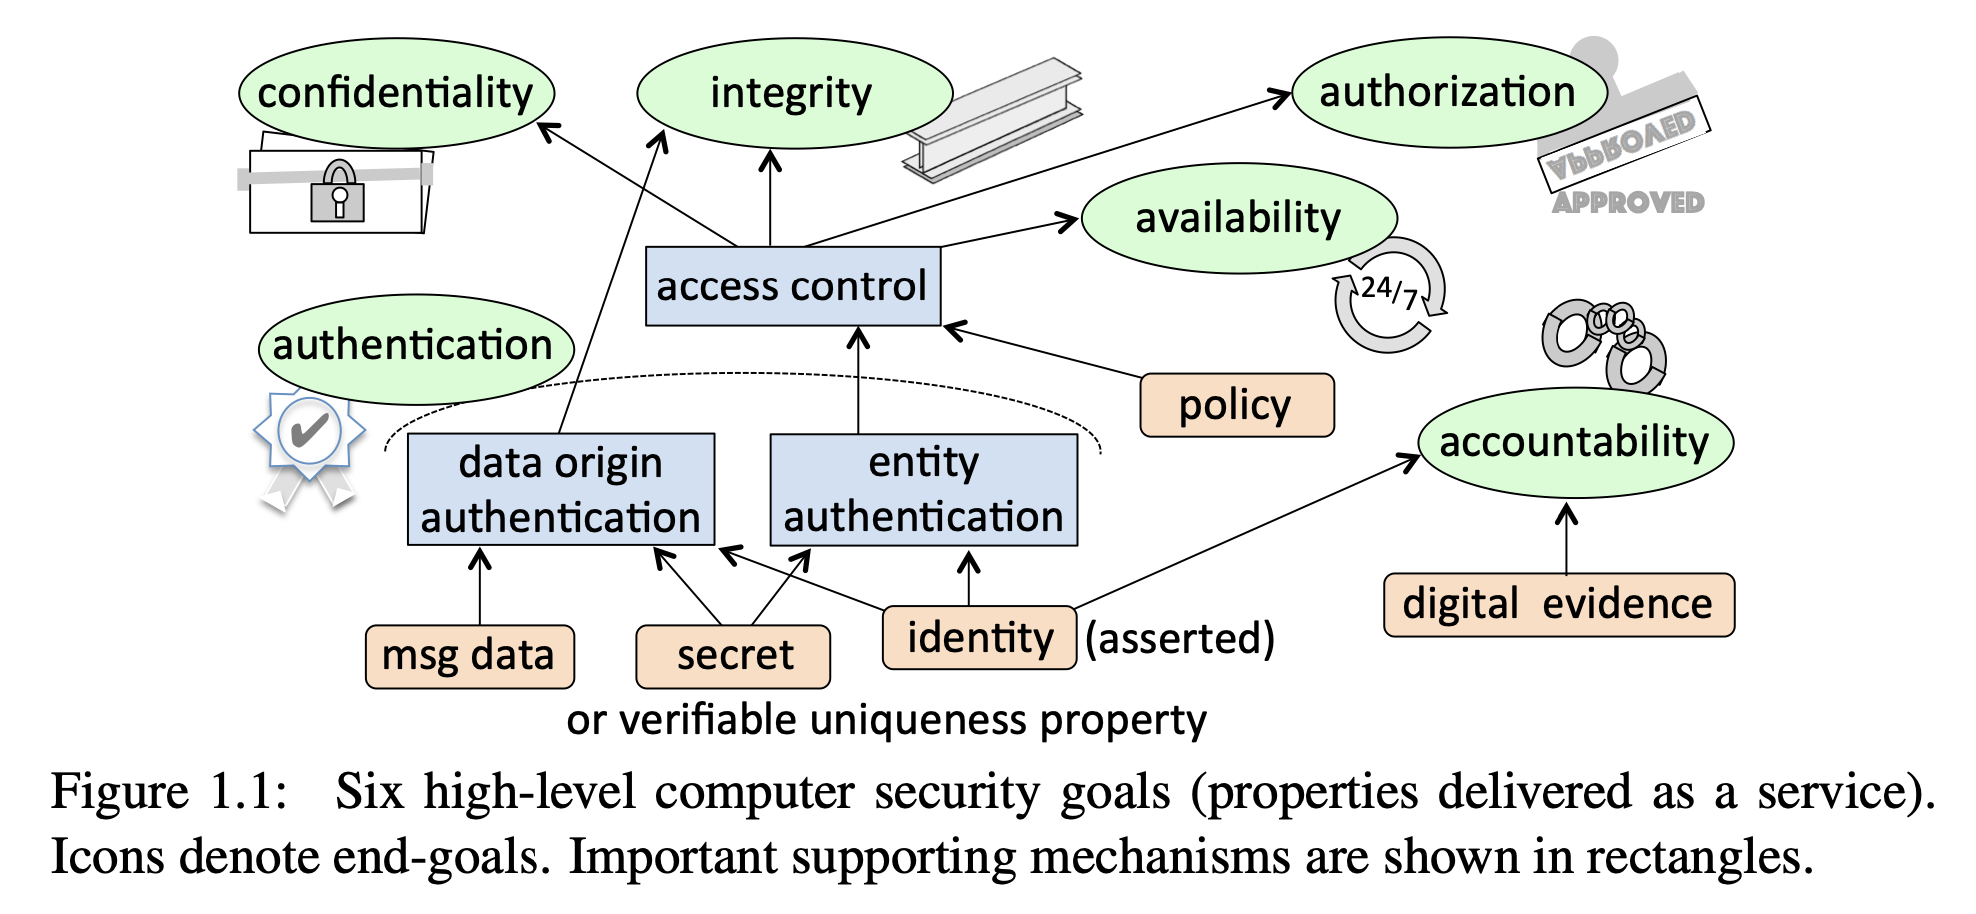 confidentiality
integrity
authorization
APPROVED
APPROVED
availability
24/7
access control
authentication
policy
accountability
data origin
authentication
entity
authentication
msg data
secret
identity (asserted)
digital evidence
or verifiable uniqueness property
Figure 1.1: Six high-level computer security goals (properties delivered as a service).
Icons denote end-goals. Important supporting mechanisms are shown in rectangles.